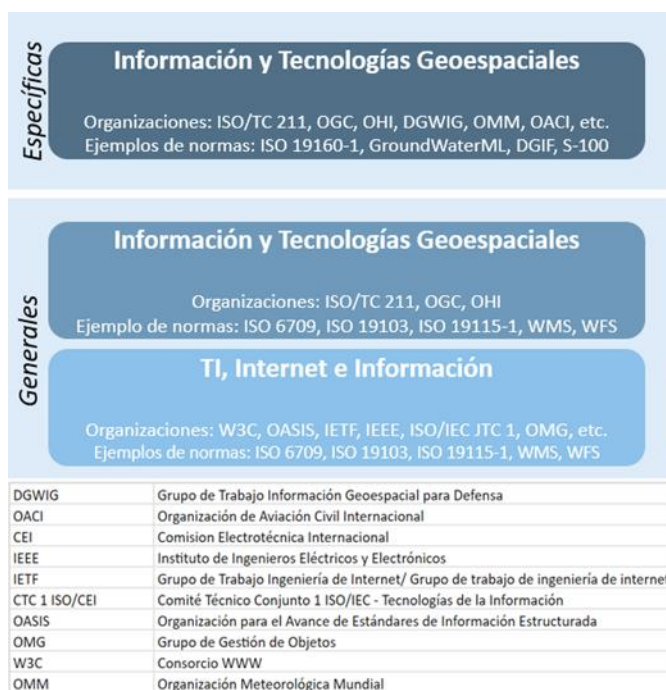 Específicas
Información y Tecnologías Geoespaciales
Organizaciones: ISO/TC 211, OGC, OHI, DGWIG, OMM, OACI, etc.
Ejemplos de normas: ISO 19160-1, GroundWaterML, DGIF, S-100
Generales
Información y Tecnologías Geoespaciales
Organizaciones: ISO/TC 211, OGC, OHI
Ejemplo de normas: ISO 6709, ISO 19103, ISO 19115-1, WMS, WFS
TI, Internet e Información
Organizaciones: W3C, OASIS, IETF, IEEE, ISO/IEC JTC 1, OMG, etc.
Ejemplos de normas: ISO 6709, ISO 19103, ISO 19115-1, WMS, WFS
DGWIG Grupo de Trabajo Información Geoespacial para Defensa
OACI Organización de Aviación Civil Internacional
CEI Comision Electrotécnica Internacional
IEEE Instituto de Ingenieros Eléctricos y Electrónicos
IETF Grupo de Trabajo Ingeniería de Internet/ Grupo de trabajo de ingeniería de internet
CTC 1 ISO/CEI Comité Técnico Conjunto 1 ISO/IEC - Tecnologías de la Información
OASIS Organización para el Avance de Estándares de Información Estructurada
OMG Grupo de Gestión de Objetos
W3C Consorcio WWW
OMM Organización Meteorológica Mundial